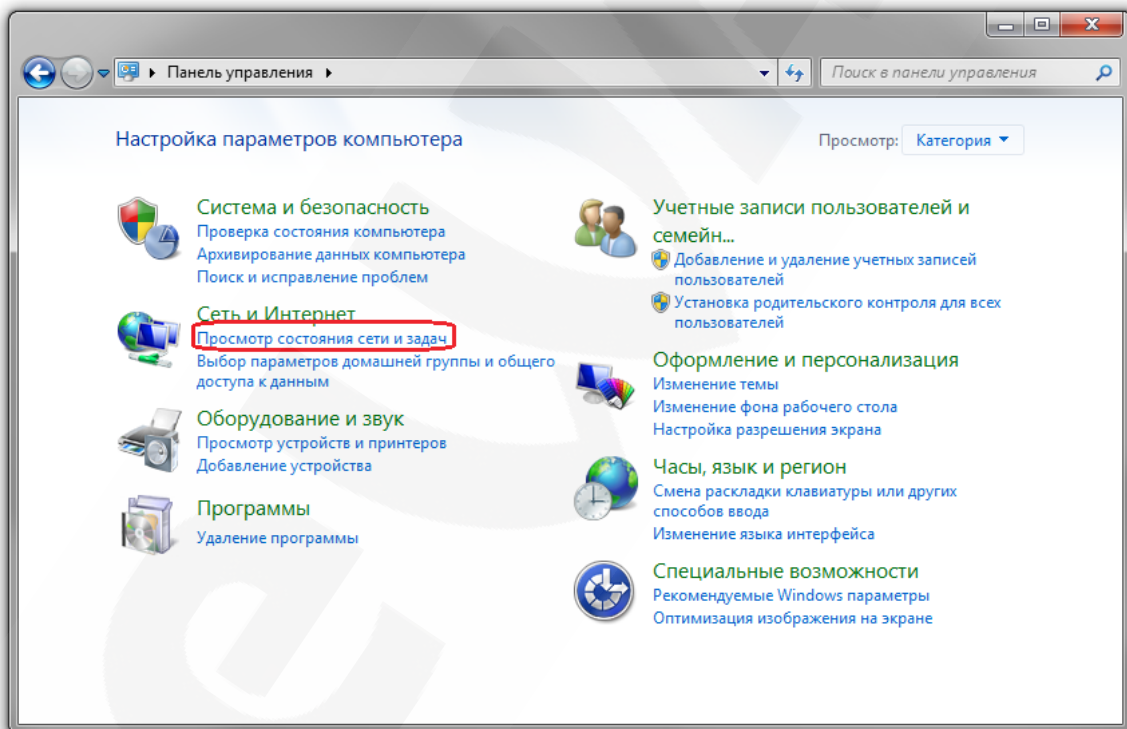 Панель управления
Поиск в панели управления
Настройка параметров компьютера
Просмотр: Категория
Система и безопасность
Проверка состояния компьютера
Архивирование данных компьютера
Поиск и исправление проблем
Сеть и Интернет
Просмотр состояния сети и задач
Выбор параметров домашней группы и общего
доступа к данным
Оборудование и звук
Просмотр устройств и принтеров
Добавление устройства
Программы
Удаление программы
Учетные записи пользователей и
семейн...
Добавление и удаление учетных записей
пользователей
Установка родительского контроля для всех
пользователей
Оформление и персонализация
Изменение темы
Изменение фона рабочего стола
Настройка разрешения экрана
Часы, язык и регион
Смена раскладки клавиатуры или других
способов ввода
Изменение языка интерфейса
Специальные возможности
Рекомендуемые Windows параметры
Оптимизация изображения на экране